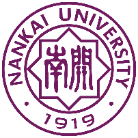 NANKAI UNIVERSITY
南開
· 1919 ·